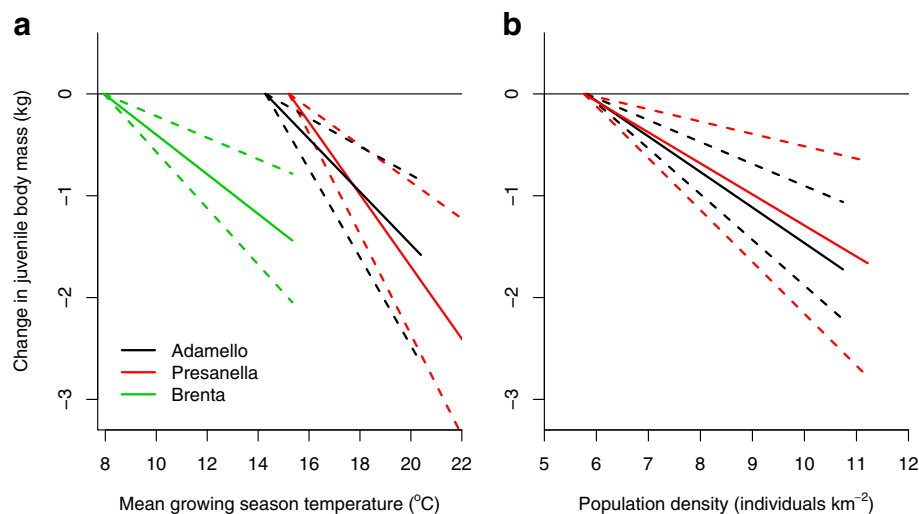 a
b
Change in juvenile body mass (kg)
0
−1
−2
−3
Adamello
Presanella
Brenta
8 10 12 14 16 18 20 22
Mean growing season temperature (°C)
0
−1
−2
−3
5 6 7 8 9 10 11 12
Population density (individuals km⁻²)